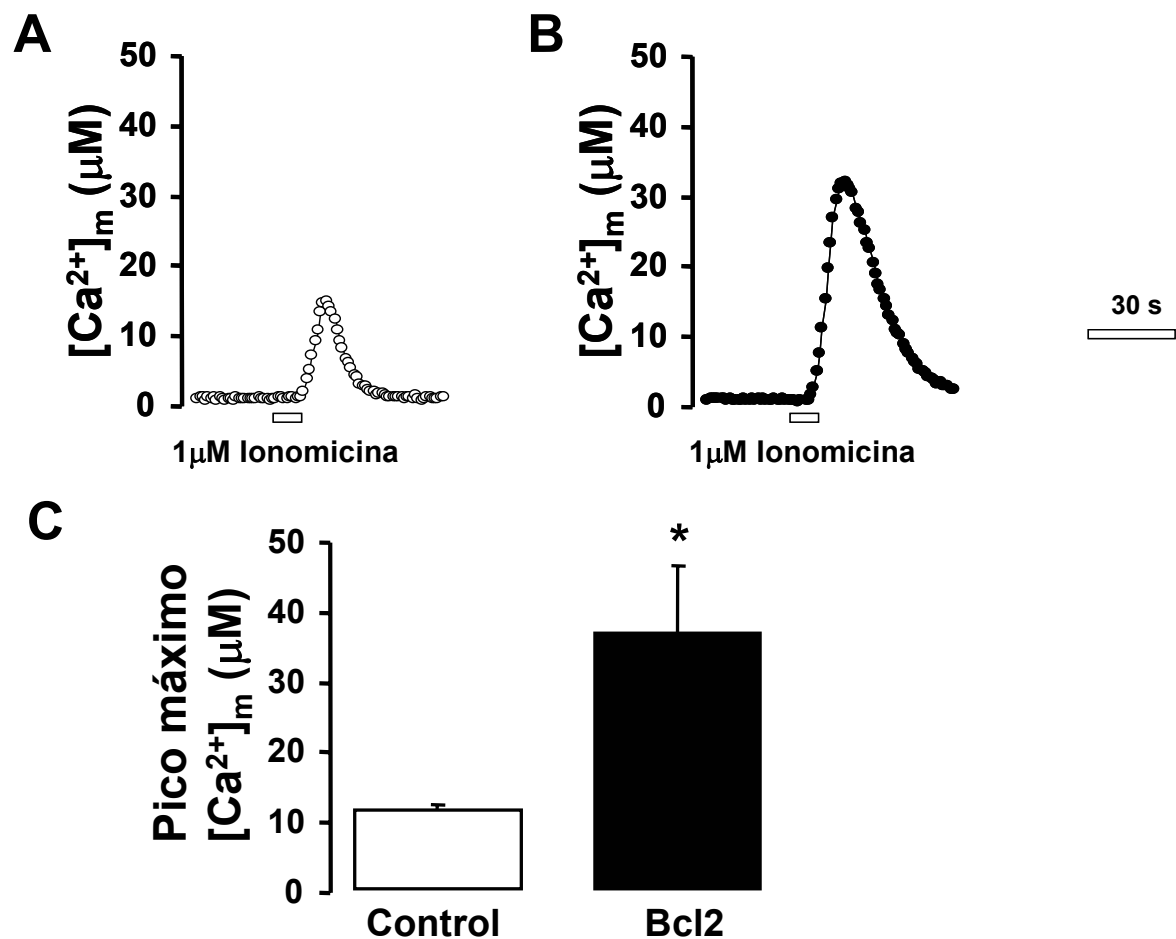 A
50
40
30
20
10
0
[Ca²⁺]ₘ (μM)
1μM Ionomicina
B
50
40
30
20
10
0
[Ca²⁺]ₘ (μM)
1μM Ionomicina
30 s
C
50
40
30
20
10
0
Pico máximo
[Ca²⁺]ₘ (μM)
*
Control
Bcl2